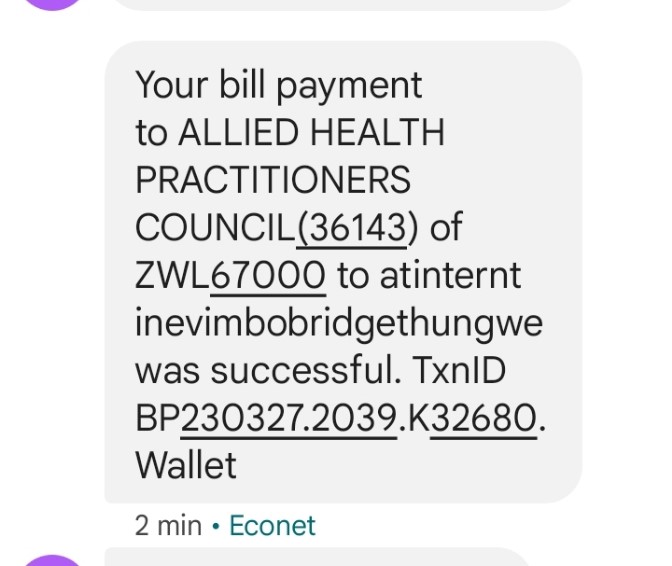 Your bill payment
to ALLIED HEALTH
PRACTITIONERS
COUNCIL(36143) of
ZWL67000 to atinternt
inevimbobridgethungwe
was successful. TxnID
BP230327.2039.K32680.
Wallet
2 min • Econet